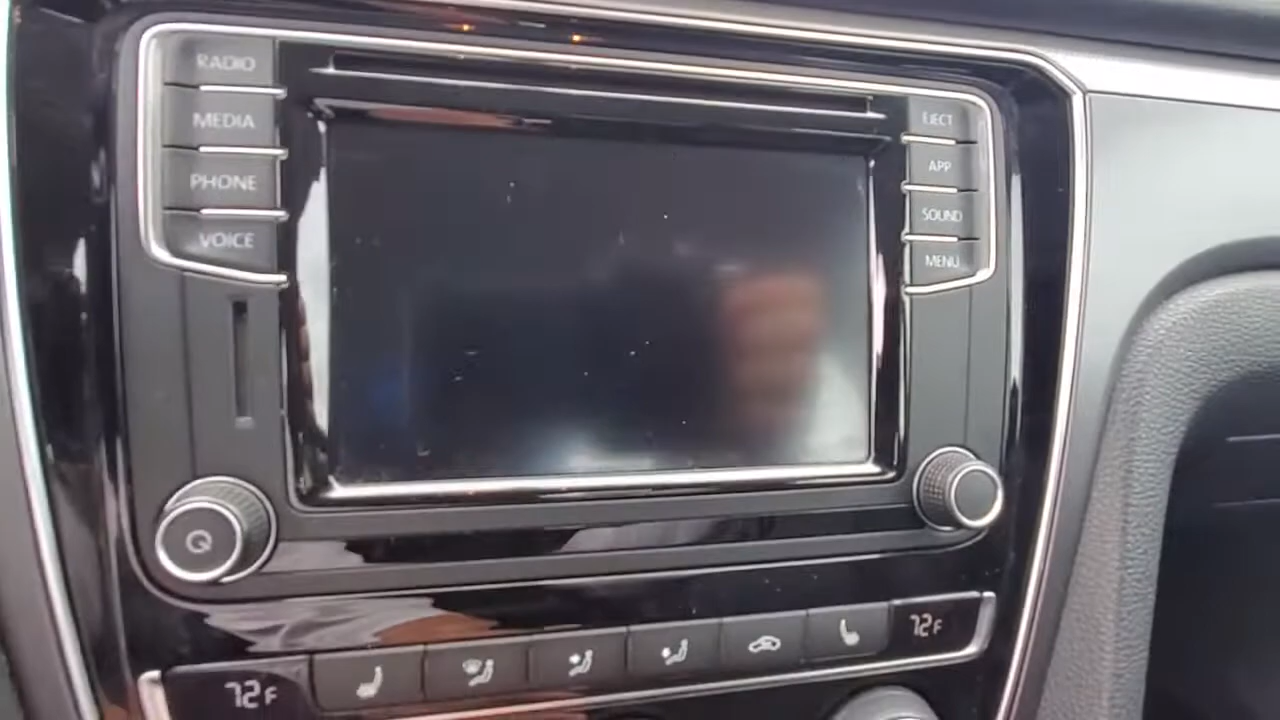 RADIO
MEDIA
PHONE
VOICE
EJECT
APP
SOUND
MENU
72F
72F